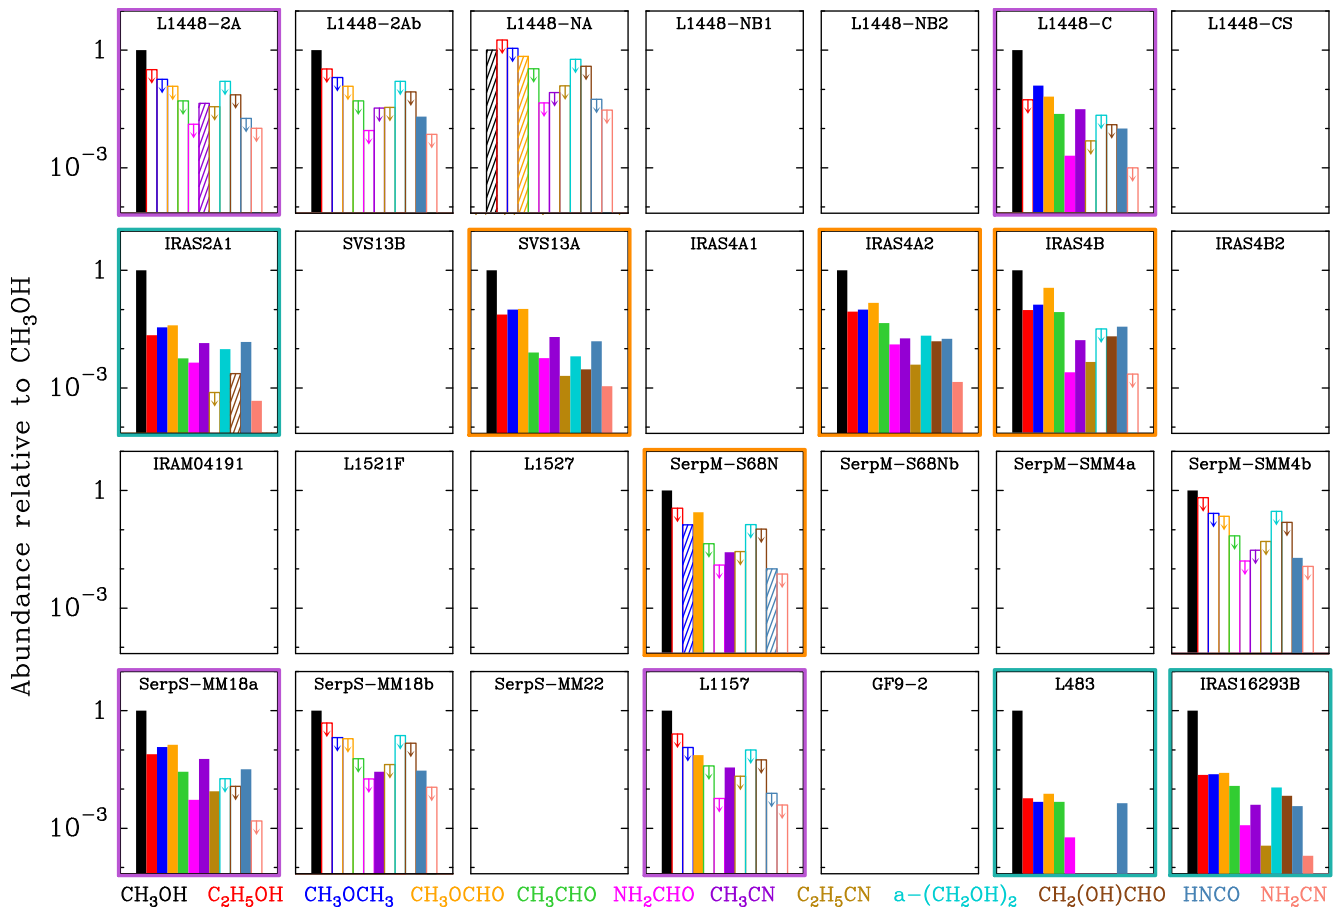 L1448-2A L1448-2Ab L1448-NA L1448-NB1 L1448-NB2 L1448-C L1448-CS
1
10⁻³
IRAS2A1 SVS13B SVS13A IRAS4A1 IRAS4A2 IRAS4B IRAS4B2
1
10⁻³
Abundance relative to CH₃OH
IRAM04191 L1521F L1527 SerpM-S68N SerpM-S68Nb SerpM-SMM4a SerpM-SMM4b
1
10⁻³
SerpS-MM18a SerpS-MM18b SerpS-MM22 L1157 GF9-2 L483 IRAS16293B
1
10⁻³
CH₃OH C₂H₅OH CH₃OCH₃ CH₃OCHO CH₃CHO NH₂CHO CH₃CN C₂H₅CN a-(CH₂OH)₂ CH₂(OH)CHO HNCO NH₂CN